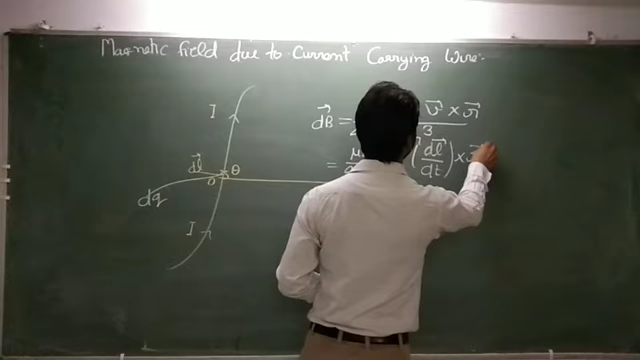 Magnetic field due to Current Carrying Wire
I
dB⃗ = v⃗ × r⃗
3
dl⃗ θ = μ (dl⃗/dt) ×
dq
I